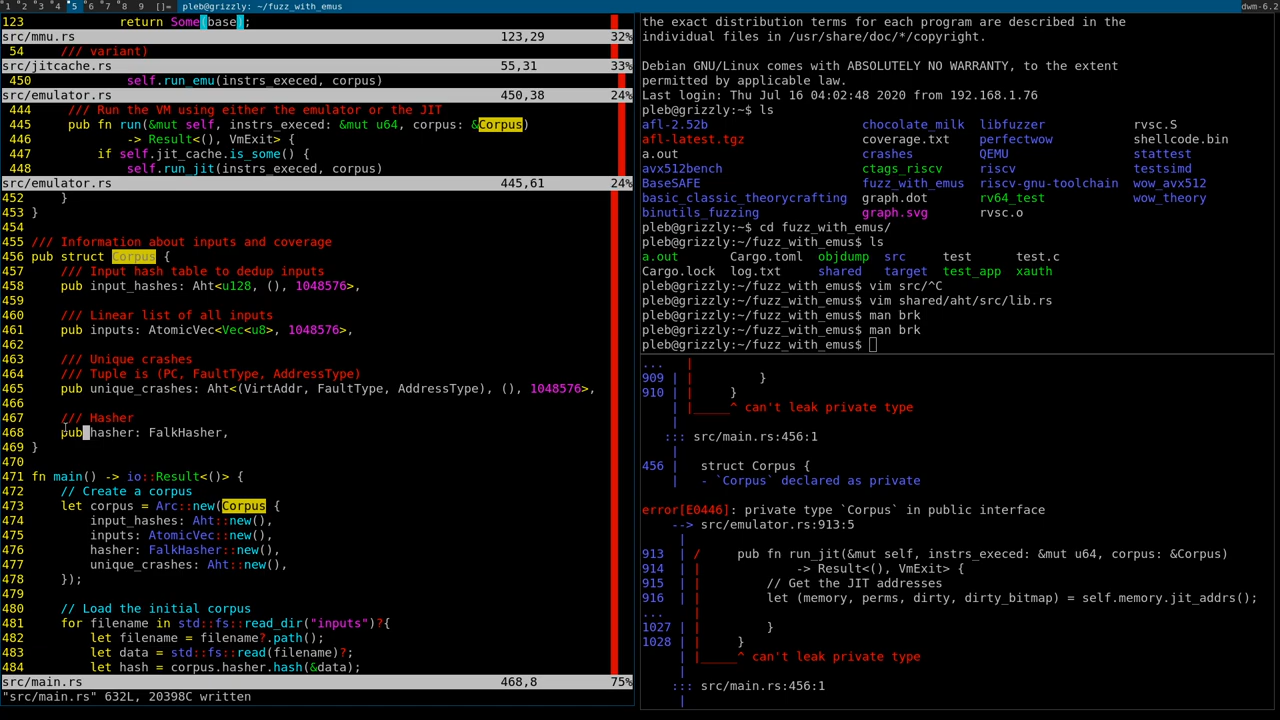 1 2 3 4 5 6 7 8 9 []= pleb@grizzly: ~/fuzz_with_emus dwm-6.2
123 return Some(base);
src/mmu.rs 123,29 32%
54 /// variant)
src/jitcache.rs 55,31 33%
450 self.run_emu(instrs_execed, corpus)
src/emulator.rs 450,38 24%
444 /// Run the VM using either the emulator or the JIT
445 pub fn run(&mut self, instrs_execed: &mut u64, corpus: &Corpus)
446 -> Result<(), VmExit> {
447 if self.jit_cache.is_some() {
448 self.run_jit(instrs_execed, corpus)
src/emulator.rs 445,61 24%
452 }
453 }
454
455 /// Information about inputs and coverage
456 pub struct Corpus {
457 /// Input hash table to dedup inputs
458 pub input_hashes: Aht<u128, (), 1048576>,
459
460 /// Linear list of all inputs
461 pub inputs: AtomicVec<Vec<u8>, 1048576>,
462
463 /// Unique crashes
464 /// Tuple is (PC, FaultType, AddressType)
465 pub unique_crashes: Aht<(VirtAddr, FaultType, AddressType), (), 1048576>,
466
467 /// Hasher
468 pub hasher: FalkHasher,
469 }
470
471 fn main() -> io::Result<()> {
472 // Create a corpus
473 let corpus = Arc::new(Corpus {
474 input_hashes: Aht::new(),
475 inputs: AtomicVec::new(),
476 hasher: FalkHasher::new(),
477 unique_crashes: Aht::new(),
478 });
479
480 // Load the initial corpus
481 for filename in std::fs::read_dir("inputs")?{
482 let filename = filename?.path();
483 let data = std::fs::read(filename)?;
484 let hash = corpus.hasher.hash(&data);
src/main.rs 468,8 75%
"src/main.rs" 632L, 20398C written
the exact distribution terms for each program are described in the
individual files in /usr/share/doc/*/copyright.
Debian GNU/Linux comes with ABSOLUTELY NO WARRANTY, to the extent
permitted by applicable law.
Last login: Thu Jul 16 04:02:48 2020 from 192.168.1.76
pleb@grizzly:~$ ls
afl-2.52b chocolate_milk libfuzzer rvsc.S
afl-latest.tgz coverage.txt perfectwow shellcode.bin
a.out crashes QEMU stattest
avx512bench ctags_riscv riscv testsimd
BaseSAFE fuzz_with_emus riscv-gnu-toolchain wow_avx512
basic_classic_theorycrafting graph.dot rv64_test wow_theory
binutils_fuzzing graph.svg rvsc.o
pleb@grizzly:~$ cd fuzz_with_emus/
pleb@grizzly:~/fuzz_with_emus$ ls
a.out Cargo.toml objdump src test test.c
Cargo.lock log.txt shared target test_app xauth
pleb@grizzly:~/fuzz_with_emus$ vim src/^C
pleb@grizzly:~/fuzz_with_emus$ vim shared/aht/src/lib.rs
pleb@grizzly:~/fuzz_with_emus$ man brk
pleb@grizzly:~/fuzz_with_emus$ man brk
pleb@grizzly:~/fuzz_with_emus$
... |
909 | | }
910 | | }
| |_____^ can't leak private type
|
::: src/main.rs:456:1
|
456 | struct Corpus {
| - `Corpus` declared as private
error[E0446]: private type `Corpus` in public interface
--> src/emulator.rs:913:5
|
913 | / pub fn run_jit(&mut self, instrs_execed: &mut u64, corpus: &Corpus)
914 | | -> Result<(), VmExit> {
915 | | // Get the JIT addresses
916 | | let (memory, perms, dirty, dirty_bitmap) = self.memory.jit_addrs();
... |
1027 | | }
1028 | | }
| |_____^ can't leak private type
|
::: src/main.rs:456:1
|